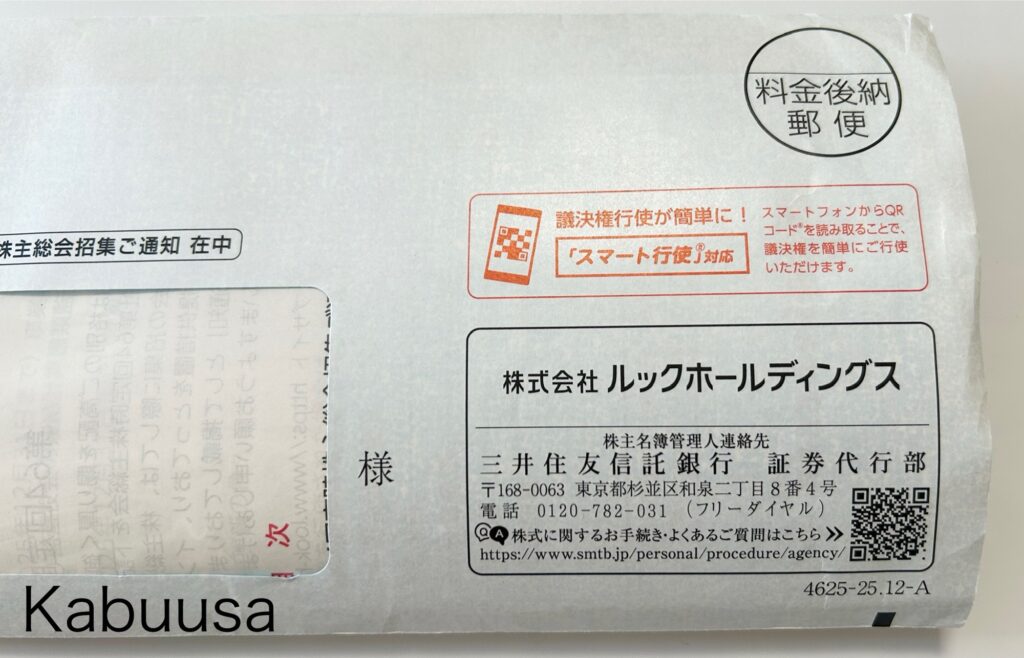 料金後納
郵便
議決権行使が簡単に！
「スマート行使」®対応
スマートフォンからQR
コード®を読み取ることで、
議決権を簡単にご行使
いただけます。
株主総会招集ご通知 在中
株式会社 ルックホールディングス
株主名簿管理人連絡先
三井住友信託銀行 証券代行部
〒168-0063 東京都杉並区和泉二丁目8番4号
電話 0120-782-031 (フリーダイヤル)
QA株式に関するお手続き・よくあるご質問はこちら
https://www.smtb.jp/personal/procedure/agency/
様
次
4625-25.12-A
Kabuusa